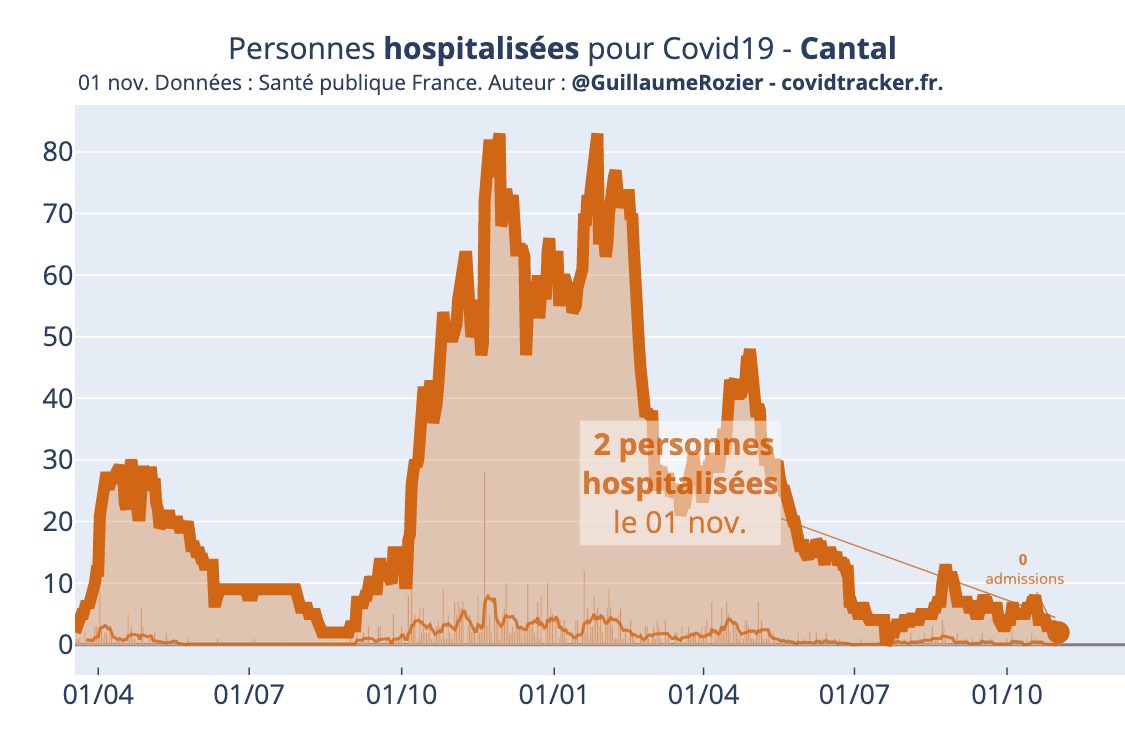 Personnes hospitalisées pour Covid19 - Cantal
01 nov. Données : Santé publique France. Auteur : @GuillaumeRozier - covidtracker.fr.
80
70
60
50
40
30
20
10
0
2 personnes
hospitalisées
le 01 nov.
0
admissions
01/04
01/07
01/10
01/01
01/04
01/07
01/10